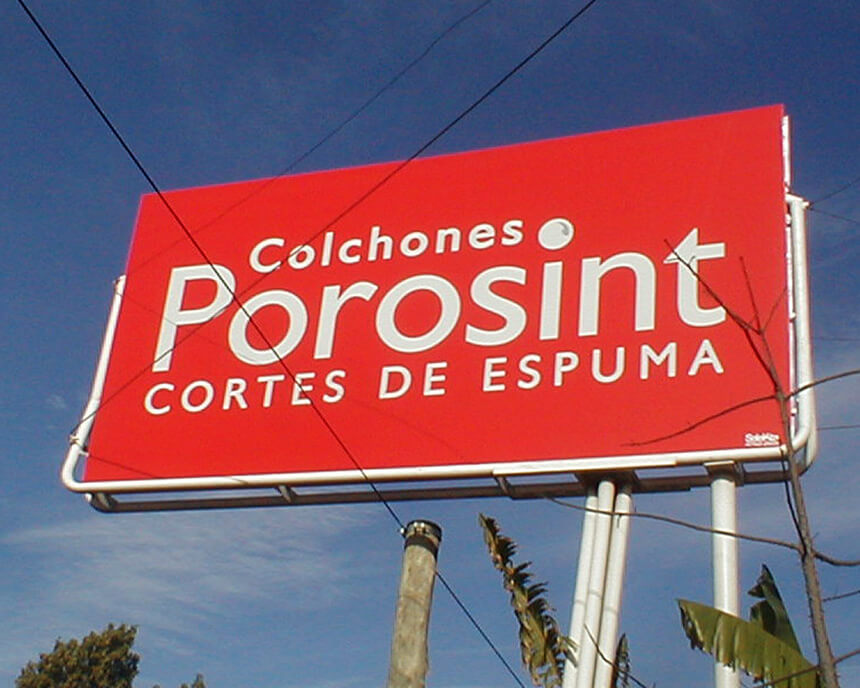 Colchones
Porosint
CORTES DE ESPUMA